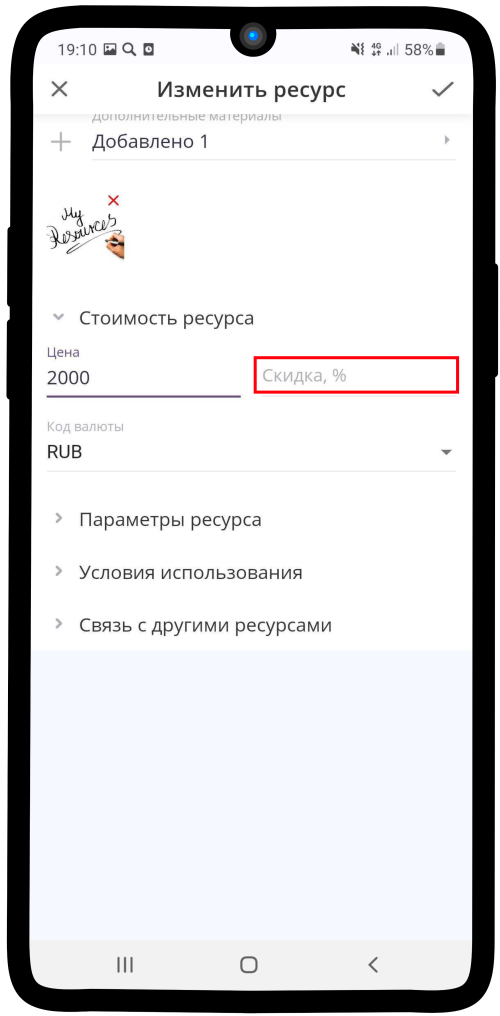 19:10 4G 58%
Изменить ресурс
Дополнительные материалы
Добавлено 1
My
Resources
Стоимость ресурса
Цена
2000
Скидка, %
Код валюты
RUB
Параметры ресурса
Условия использования
Связь с другими ресурсами